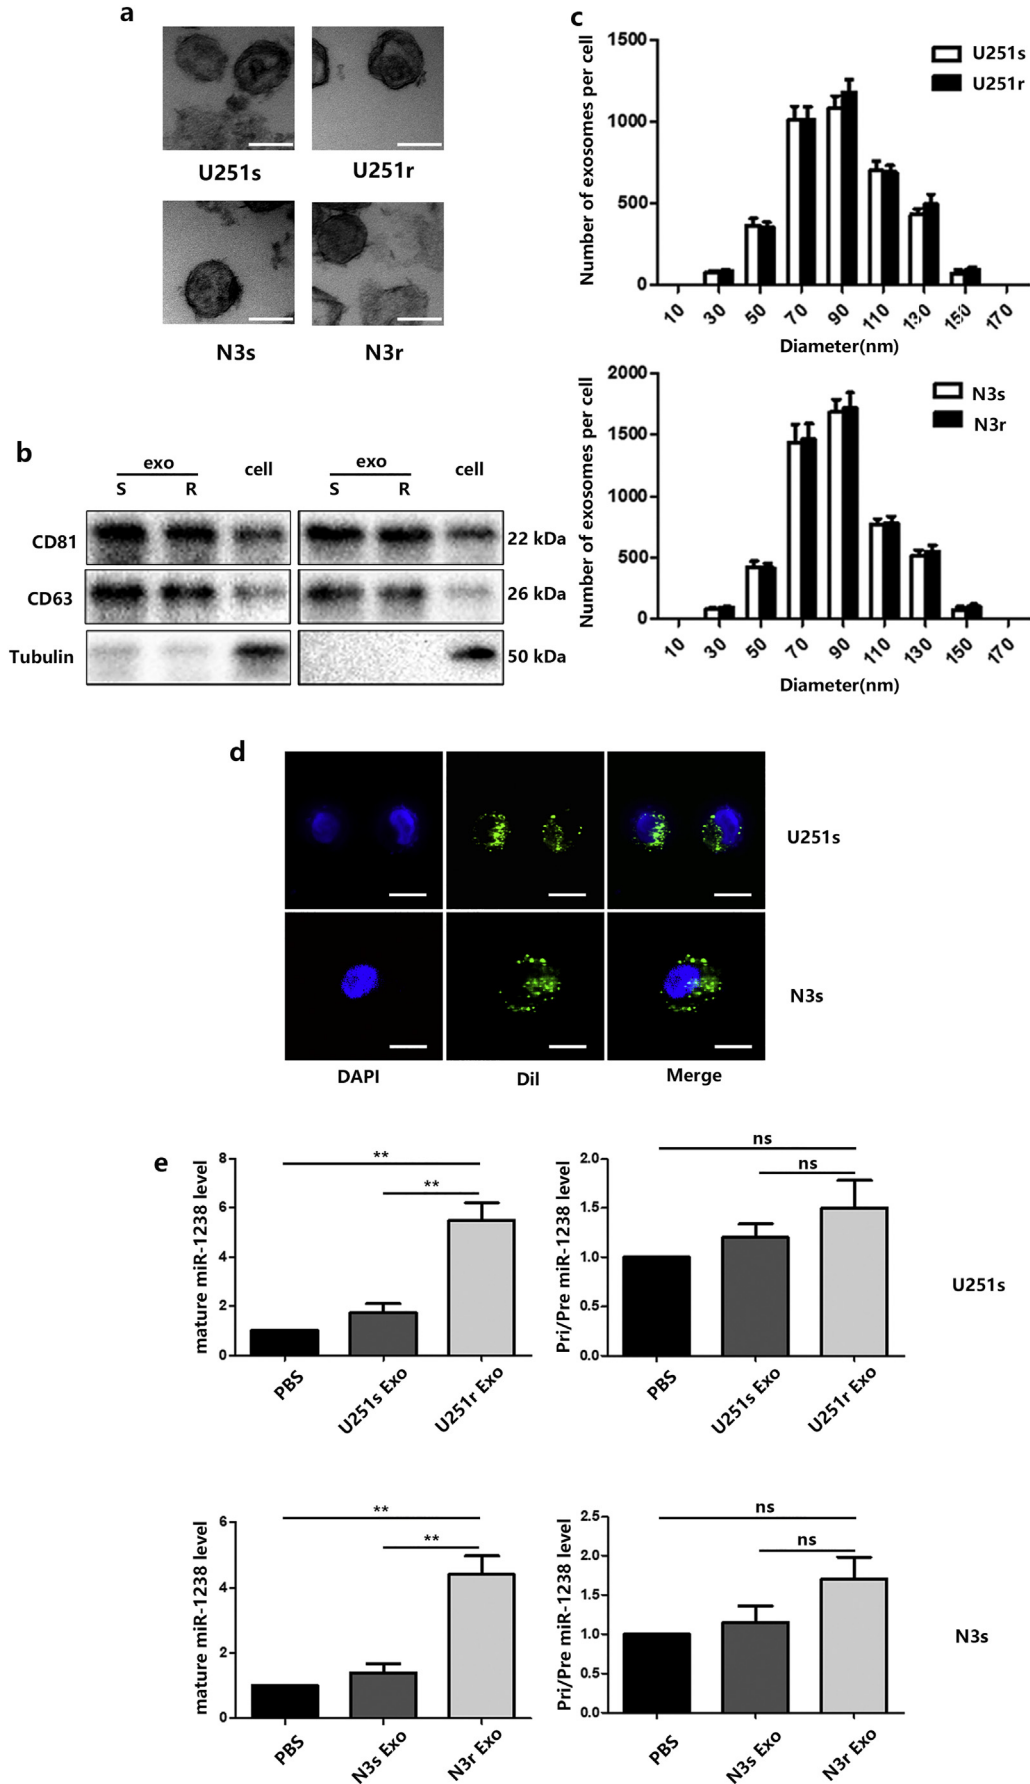 a
U251s
U251r
N3s
N3r
b
exo
cell
exo
cell
S
R
S
R
CD81
22 kDa
CD63
26 kDa
Tubulin
50 kDa
c
Number of exosomes per cell
1500
1000
500
0
U251s
U251r
10 30 50 70 90 110 130 150 170
Diameter(nm)
Number of exosomes per cell
2000
1500
1000
500
0
N3s
N3r
10 30 50 70 90 110 130 150 170
Diameter(nm)
d
U251s
N3s
DAPI
Dil
Merge
e
mature miR-1238 level
8
6
4
2
0
**
**
PBS
U251s Exo
U251r Exo
Pri/Pre miR-1238 level
2.0
1.5
1.0
0.5
0.0
ns
ns
PBS
U251s Exo
U251r Exo
U251s
mature miR-1238 level
6
4
2
0
**
**
PBS
N3s Exo
N3r Exo
Pri/Pre miR-1238 level
2.5
2.0
1.5
1.0
0.5
0.0
ns
ns
PBS
N3s Exo
N3r Exo
N3s